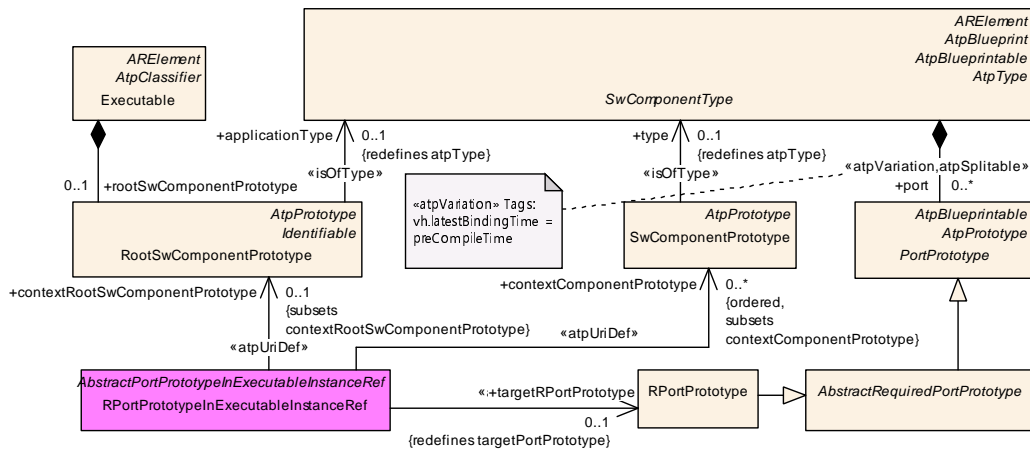 ARElement
AtpClassifier
Executable
ARElement
AtpBlueprint
AtpBlueprintable
AtpType
SwComponentType
+applicationType
0..1
{redefines atpType}
«isOfType»
+type
0..1
{redefines atpType}
«isOfType»
«atpVariation,atpSplitable»
+port
0..*
0..1
+rootSwComponentPrototype
«atpVariation» Tags:
vh.latestBindingTime =
preCompileTime
AtpPrototype
Identifiable
RootSwComponentPrototype
AtpPrototype
SwComponentPrototype
AtpBlueprintable
AtpPrototype
PortPrototype
+contextRootSwComponentPrototype
0..1
{subsets
contextRootSwComponentPrototype}
«atpUriDef»
+contextComponentPrototype
0..*
{ordered,
subsets
contextComponentPrototype}
«atpUriDef»
AbstractPortPrototypeInExecutableInstanceRef
RPortPrototypeInExecutableInstanceRef
+targetRPortPrototype
0..1
{redefines targetPortPrototype}
RPortPrototype
AbstractRequiredPortPrototype